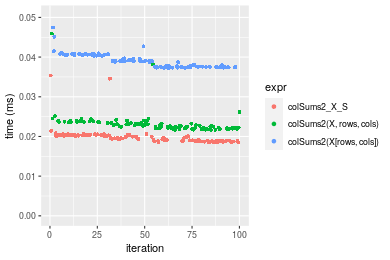 0.05
0.04
0.03
0.02
0.01
0.00
time (ms)
0
25
50
75
100
iteration
expr
colSums2_X_S
colSums2(X, rows, cols)
colSums2(X[rows, cols])